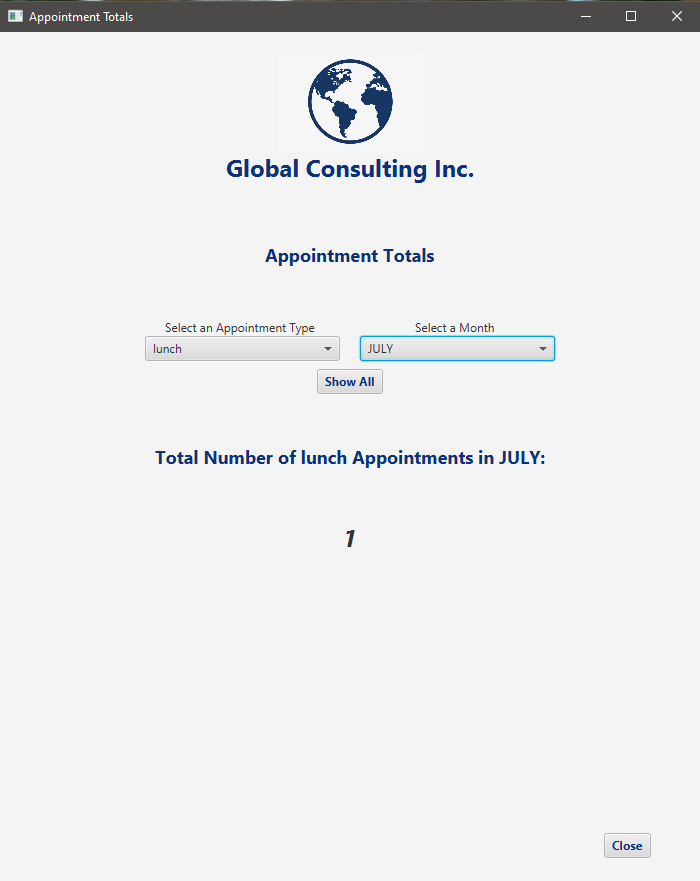 Appointment Totals
Global Consulting Inc.
Appointment Totals
Select an Appointment Type
Select a Month
lunch
JULY
Show All
Total Number of lunch Appointments in JULY:
1
Close